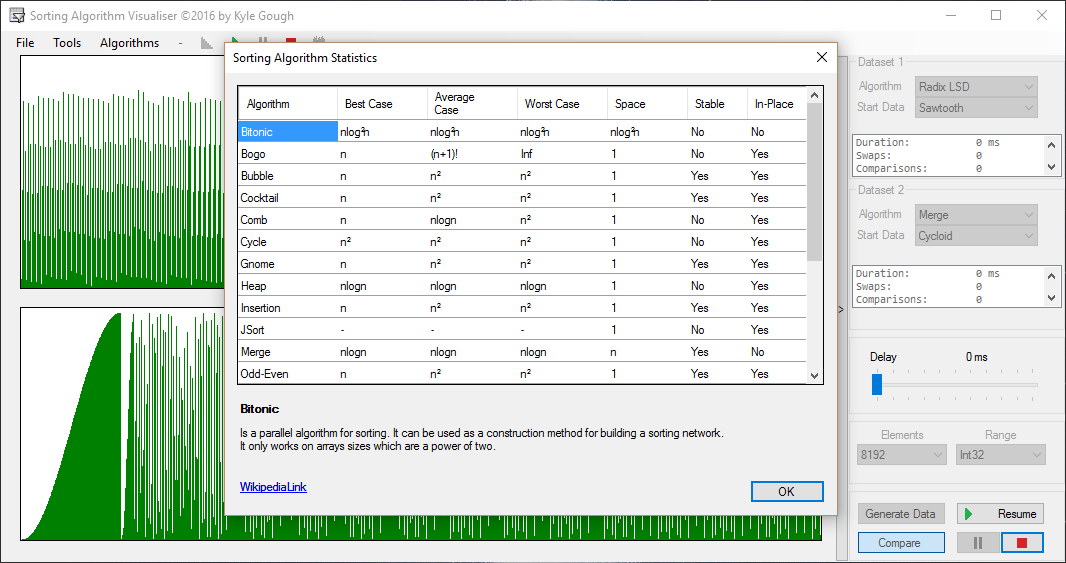 Sorting Algorithm Visualiser ©2016 by Kyle Gough
File Tools Algorithms -
Sorting Algorithm Statistics
Algorithm Best Case Average Case Worst Case Space Stable In-Place
Bitonic nlog²n nlog²n nlog²n nlog²n No No
Bogo n (n+1)! Inf 1 No Yes
Bubble n n² n² 1 Yes Yes
Cocktail n n² n² 1 Yes Yes
Comb n nlogn n² 1 No Yes
Cycle n² n² n² 1 No Yes
Gnome n n² n² 1 Yes Yes
Heap nlogn nlogn nlogn 1 No Yes
Insertion n n² n² 1 Yes Yes
JSort - - - 1 No Yes
Merge nlogn nlogn nlogn n Yes No
Odd-Even n n² n² 1 Yes Yes
Bitonic
Is a parallel algorithm for sorting. It can be used as a construction method for building a sorting network.
It only works on arrays sizes which are a power of two.
WikipediaLink
OK
>
Dataset 1
Algorithm Radix LSD
Start Data Sawtooth
Duration: 0 ms
Swaps: 0
Comparisons: 0
Dataset 2
Algorithm Merge
Start Data Cycloid
Duration: 0 ms
Swaps: 0
Comparisons: 0
Delay 0 ms
Elements Range
8192 Int32
Generate Data Resume
Compare